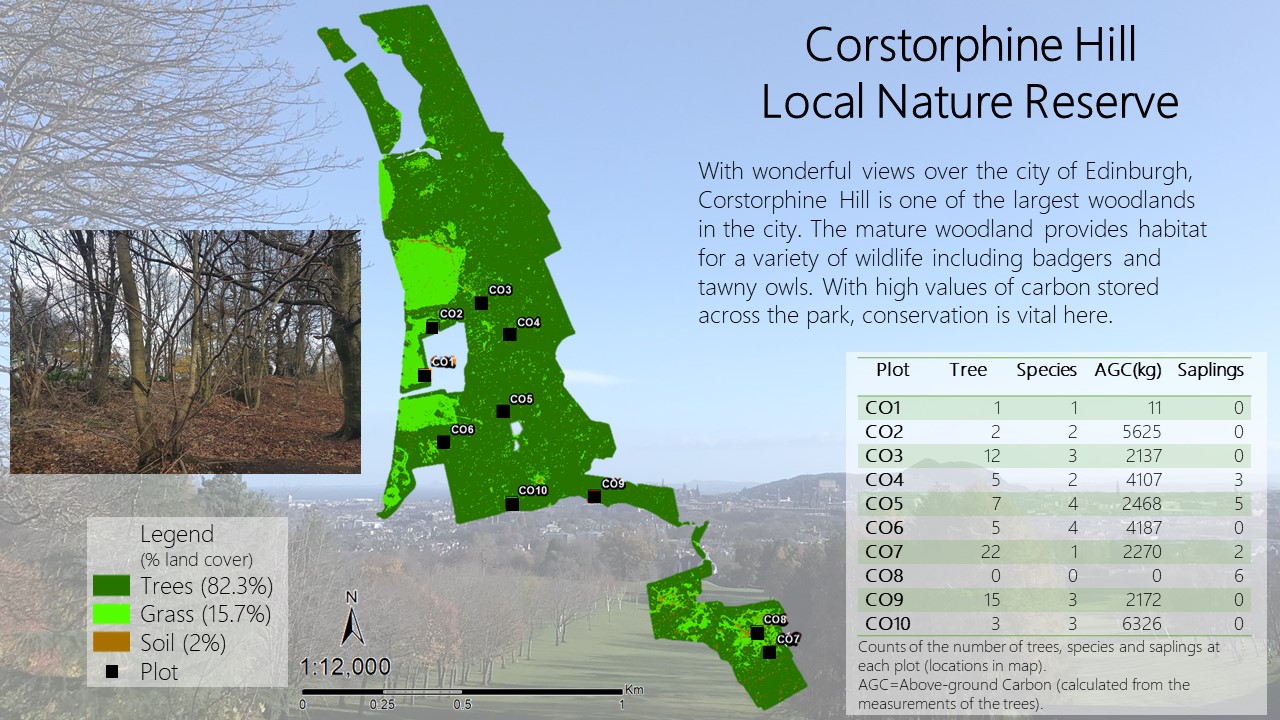 Corstorphine Hill
Local Nature Reserve
With wonderful views over the city of Edinburgh,
Corstorphine Hill is one of the largest woodlands
in the city. The mature woodland provides habitat
for a variety of wildlife including badgers and
tawny owls. With high values of carbon stored
across the park, conservation is vital here.
CO3
CO2
CO4
CO1
CO5
CO6
CO9
CO10
CO8
CO7
Plot Tree Species AGC(kg) Saplings
CO1 1 1 11 0
CO2 2 2 5625 0
CO3 12 3 2137 0
CO4 5 2 4107 3
CO5 7 4 2468 5
CO6 5 4 4187 0
CO7 22 1 2270 2
CO8 0 0 0 6
CO9 15 3 2172 0
CO10 3 3 6326 0
Counts of the number of trees, species and saplings at
each plot (locations in map).
AGC=Above-ground Carbon (calculated from the
measurements of the trees).
Legend
(% land cover)
Trees (82.3%)
Grass (15.7%)
Soil (2%)
Plot
N
1:12,000
Km
0 0.25 0.5 1